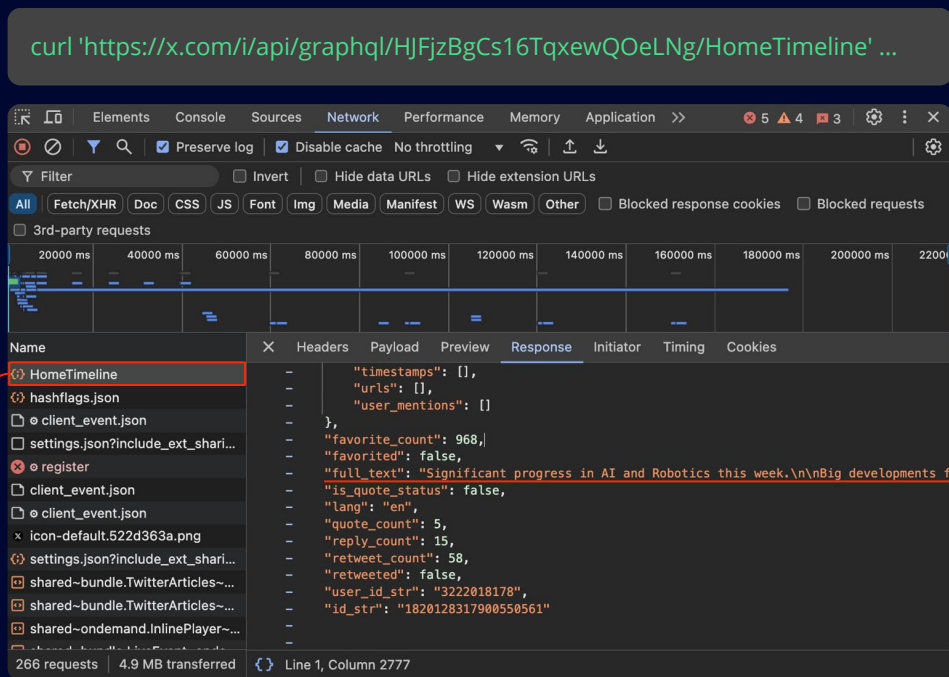 curl 'https://x.com/i/api/graphql/HJFjzBgCs16TqxewQOeLNg/HomeTimeline' ...
Elements Console Sources Network Performance Memory Application >> 5 4 3
Preserve log Disable cache No throttling
Filter Invert Hide data URLs Hide extension URLs
All Fetch/XHR Doc CSS JS Font Img Media Manifest WS Wasm Other Blocked response cookies Blocked requests
3rd-party requests
20000 ms 40000 ms 60000 ms 80000 ms 100000 ms 120000 ms 140000 ms 160000 ms 180000 ms 200000 ms 2200
Name
HomeTimeline
hashflags.json
client_event.json
settings.json?include_ext_shari...
register
client_event.json
client_event.json
icon-default.522d363a.png
settings.json?include_ext_shari...
shared~bundle.TwitterArticles~...
shared~bundle.TwitterArticles~...
shared~ondemand.InlinePlayer~...
266 requests 4.9 MB transferred
Headers Payload Preview Response Initiator Timing Cookies
"timestamps": [],
"urls": [],
"user_mentions": []
},
"favorite_count": 968,
"favorited": false,
"full_text": "Significant progress in AI and Robotics this week.\n\nBig developments f
"is_quote_status": false,
"lang": "en",
"quote_count": 5,
"reply_count": 15,
"retweet_count": 58,
"retweeted": false,
"user_id_str": "3222018178",
"id_str": "1820128317900550561"
{} Line 1, Column 2777